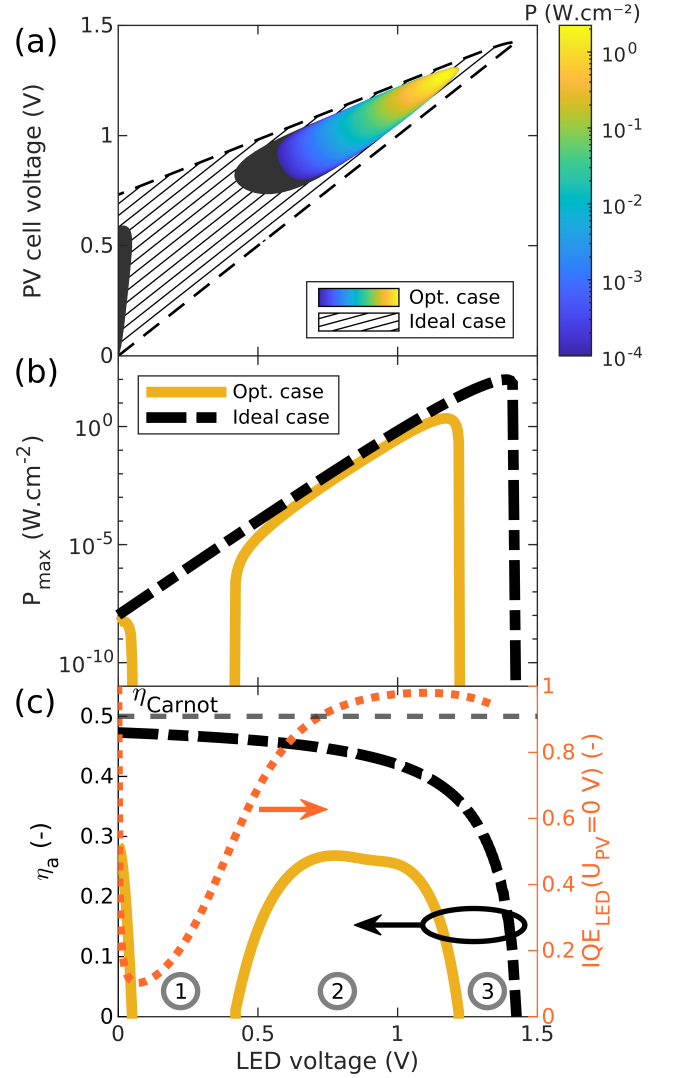 P (W.cm⁻²)
(a)
1.5
1
0.5
0
PV cell voltage (V)
Opt. case
Ideal case
10⁰
10⁻¹
10⁻²
10⁻³
10⁻⁴
(b)
Opt. case
Ideal case
10⁰
10⁻⁵
10⁻¹⁰
P_max (W.cm⁻²)
(c)
η_Carnot
0.5
0.4
0.3
0.2
0.1
0
η_a (-)
1
0.8
0.6
0.4
0.2
0
IQE_LED(U_PV=0 V) (-)
1
2
3
0
0.5
1
1.5
LED voltage (V)